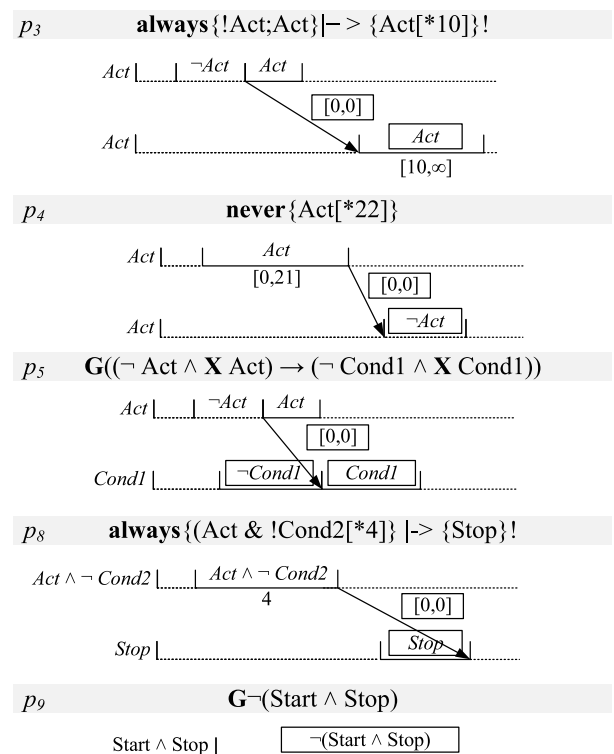 p3 always{!Act;Act}|− > {Act[*10]}!
Act ¬Act Act
[0,0]
Act Act
[10,∞]
p4 never{Act[*22]}
Act Act
[0,21] [0,0]
Act ¬Act
p5 G((¬ Act ∧ X Act) → (¬ Cond1 ∧ X Cond1))
Act ¬Act Act
[0,0]
Cond1 ¬Cond1 Cond1
p8 always{(Act & !Cond2[*4]} |-> {Stop}!
Act ∧ ¬ Cond2 Act ∧ ¬ Cond2
4 [0,0]
Stop Stop
p9 G¬(Start ∧ Stop)
Start ∧ Stop ¬(Start ∧ Stop)